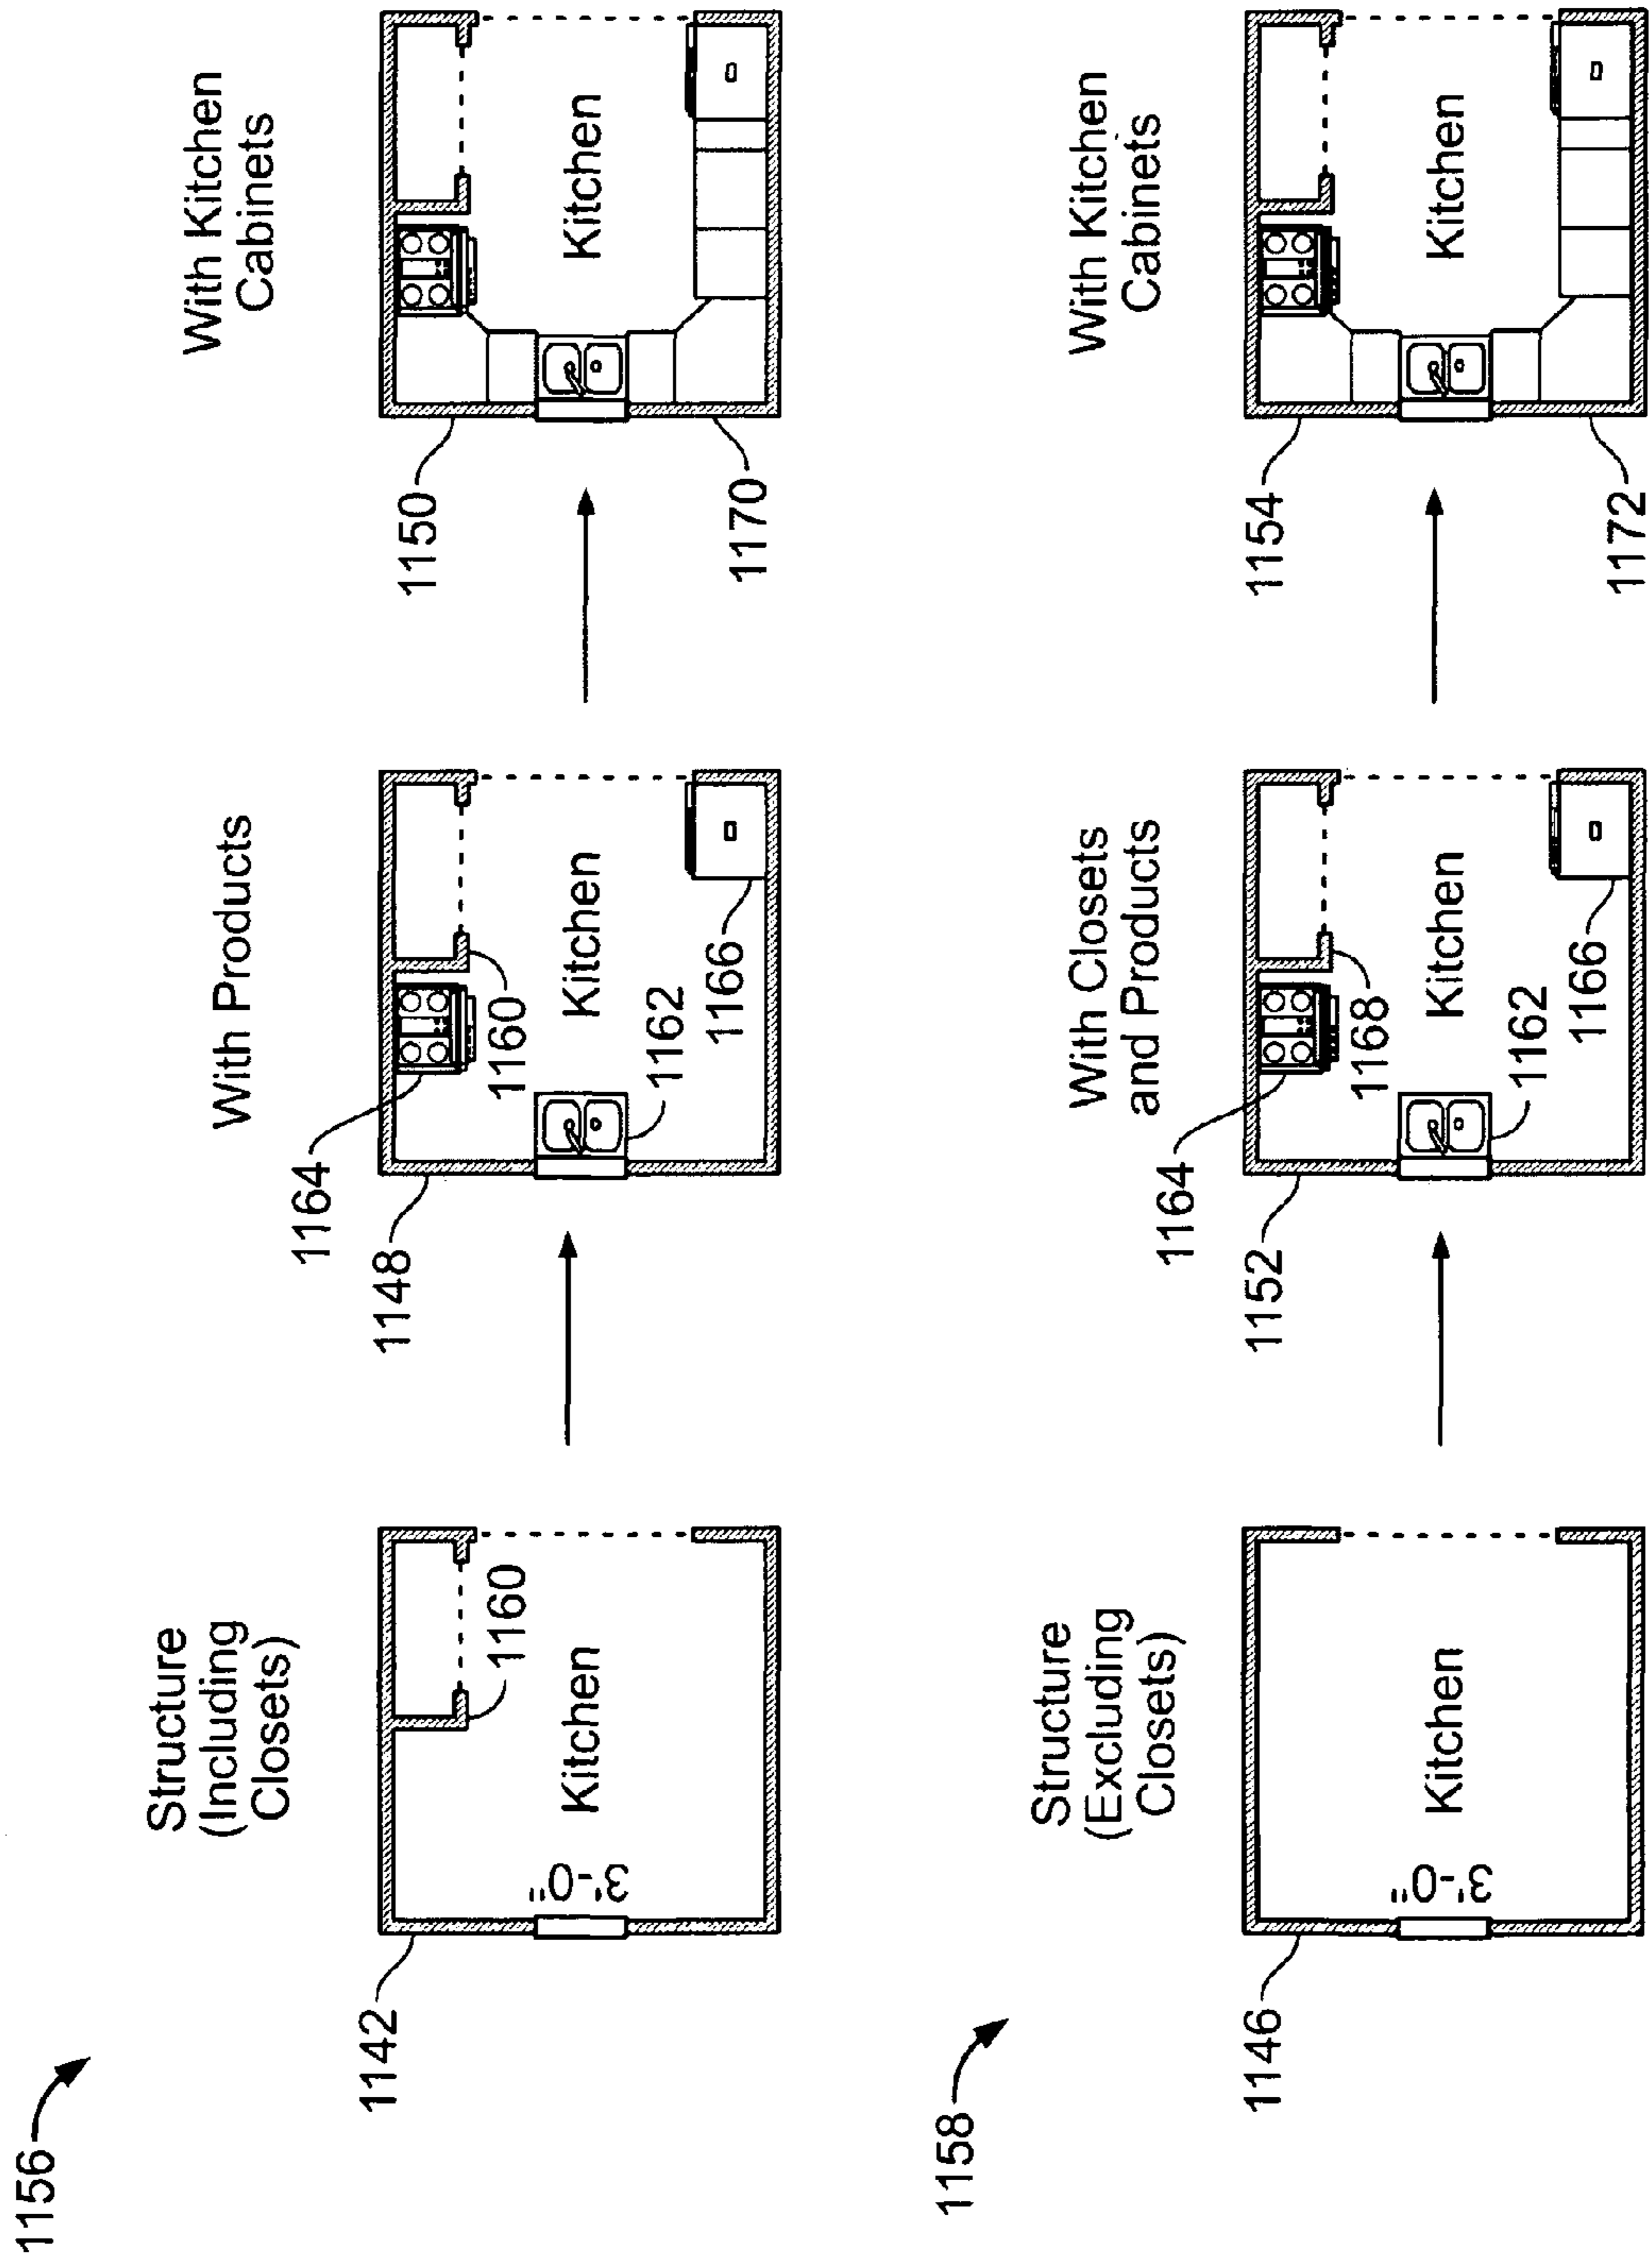 1156
Structure
(Including
Closets)
With Products
With Kitchen
Cabinets
1142
1160
3'-0"
Kitchen
1164
1148
1160
1162
Kitchen
1166
1150
Kitchen
1170
1158
Structure
(Excluding
Closets)
With Closets
and Products
With Kitchen
Cabinets
1146
3'-0"
Kitchen
1164
1152
1168
1162
Kitchen
1166
1154
Kitchen
1172